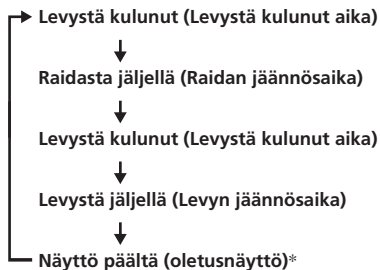 Levystä kulunut (Levystä kulunut aika)
Raidasta jäljellä (Raidan jäännösaika)
Levystä kulunut (Levystä kulunut aika)
Levystä jäljellä (Levyn jäännösaika)
Näyttö päältä (oletusnäyttö)*